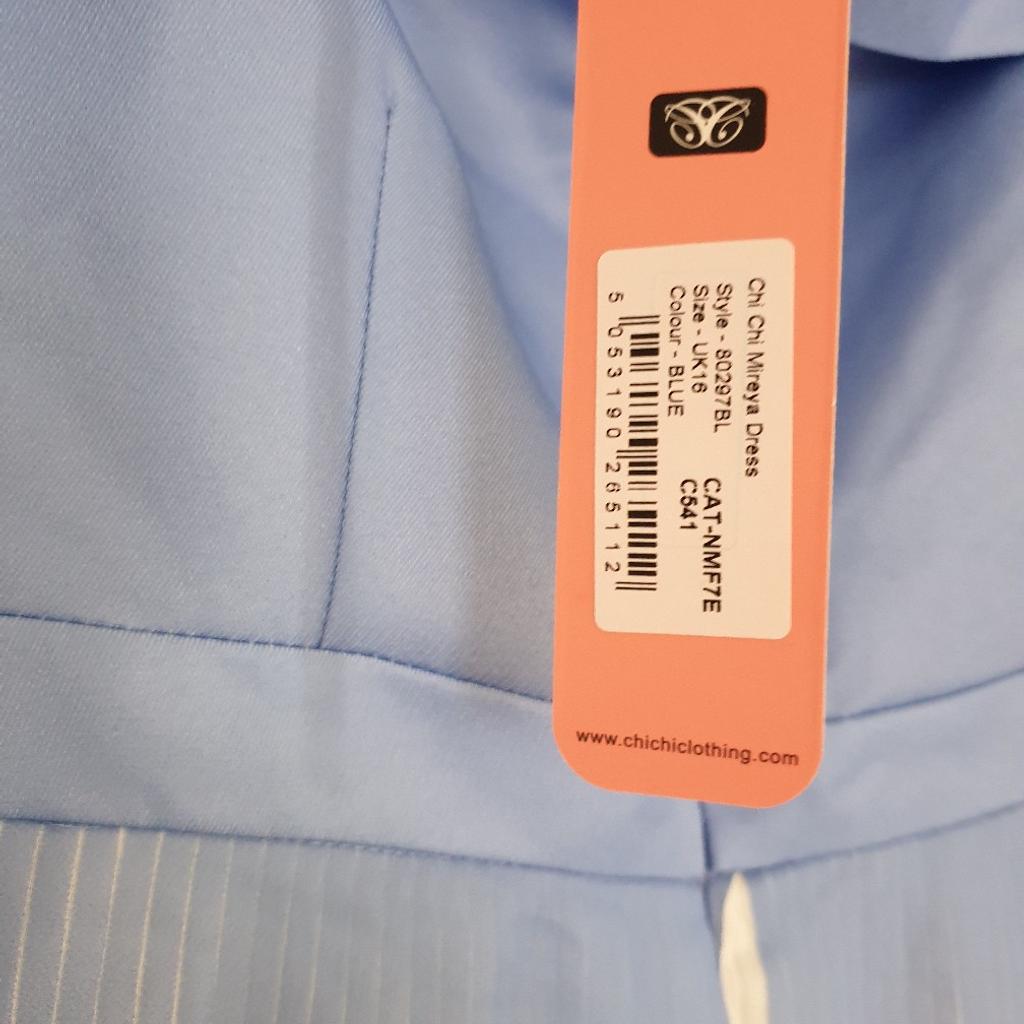 Chi Chi Mireya Dress
Style - 80297BL
Size - UK16
Colour - BLUE
CAT-NMF7E
C541
5 053190 265112
www.chichiclothing.com